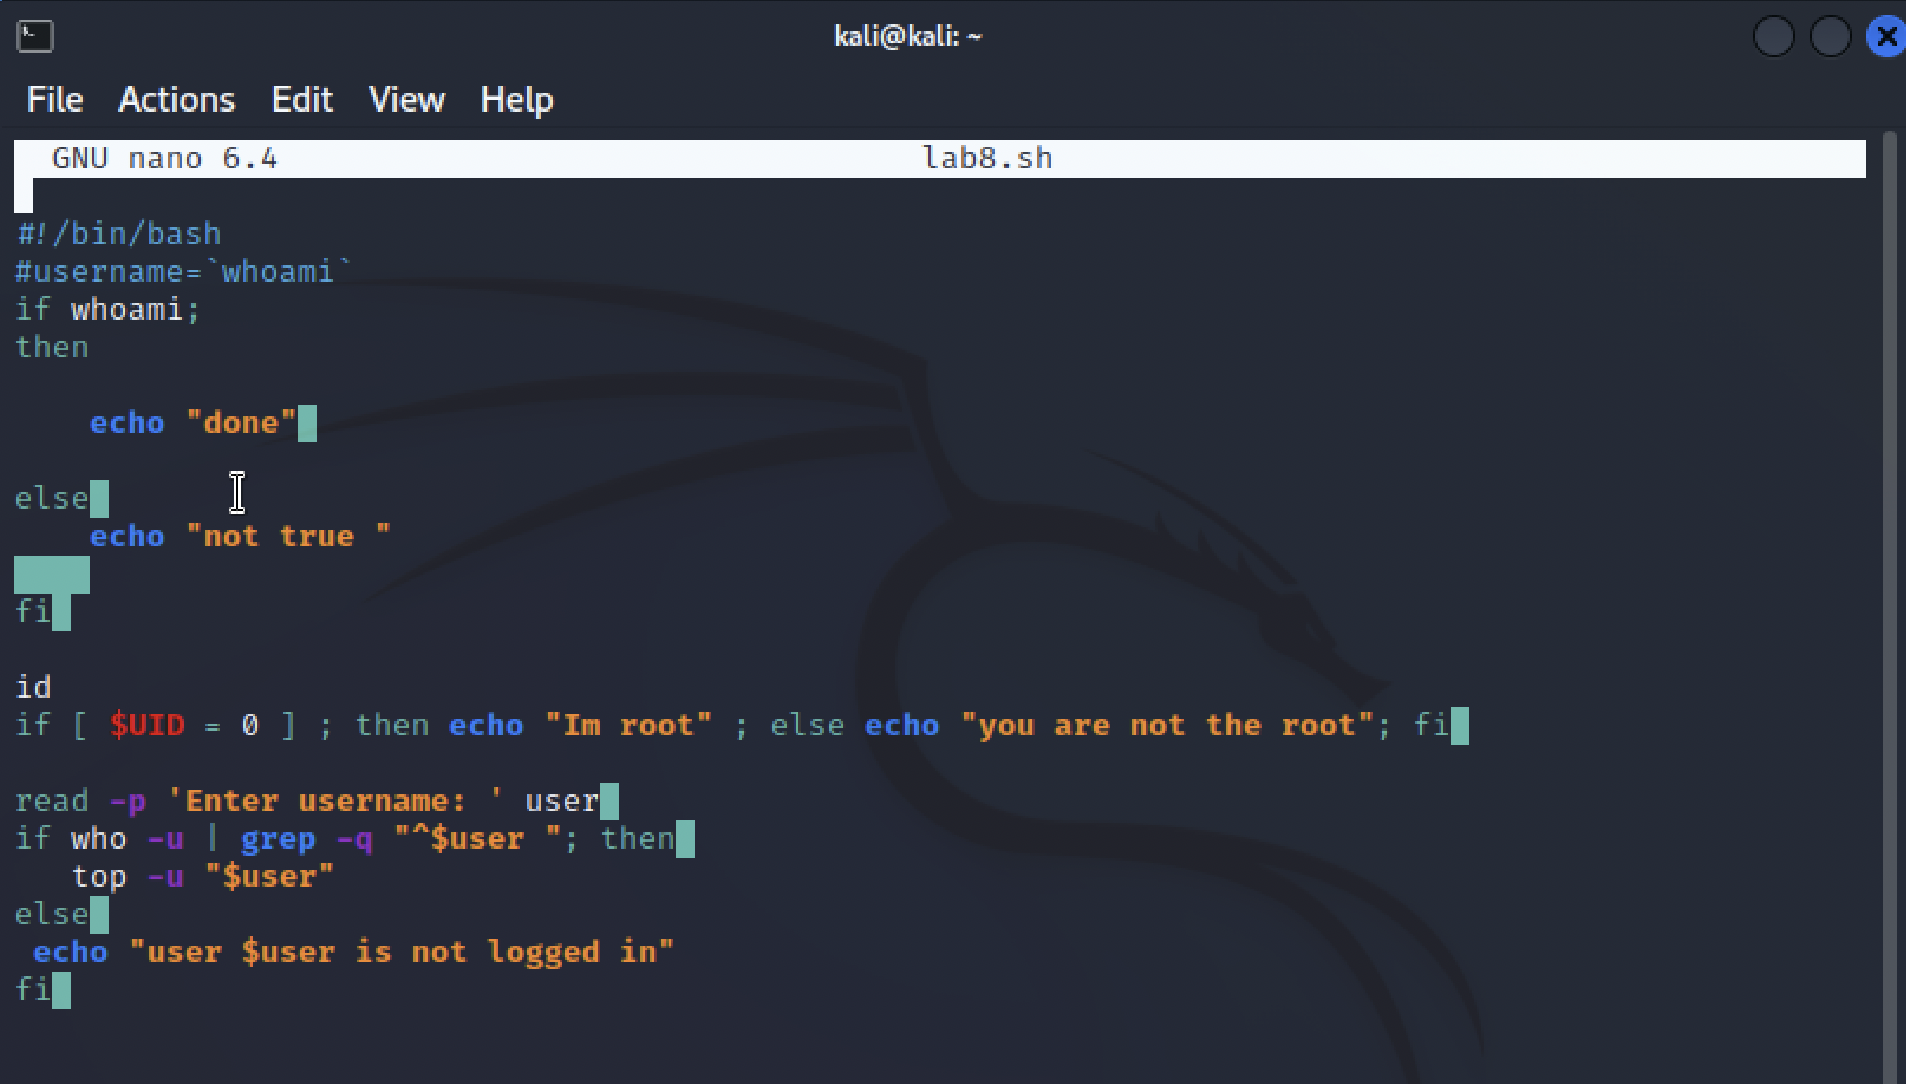 kali@kali: ~
File Actions Edit View Help
GNU nano 6.4 lab8.sh
#!/bin/bash
#username=`whoami`
if whoami;
then
echo "done"
else
echo "not true "
fi
id
if [ $UID = 0 ] ; then echo "Im root" ; else echo "you are not the root"; fi
read -p 'Enter username: ' user
if who -u | grep -q "^$user "; then
top -u "$user"
else
echo "user $user is not logged in"
fi